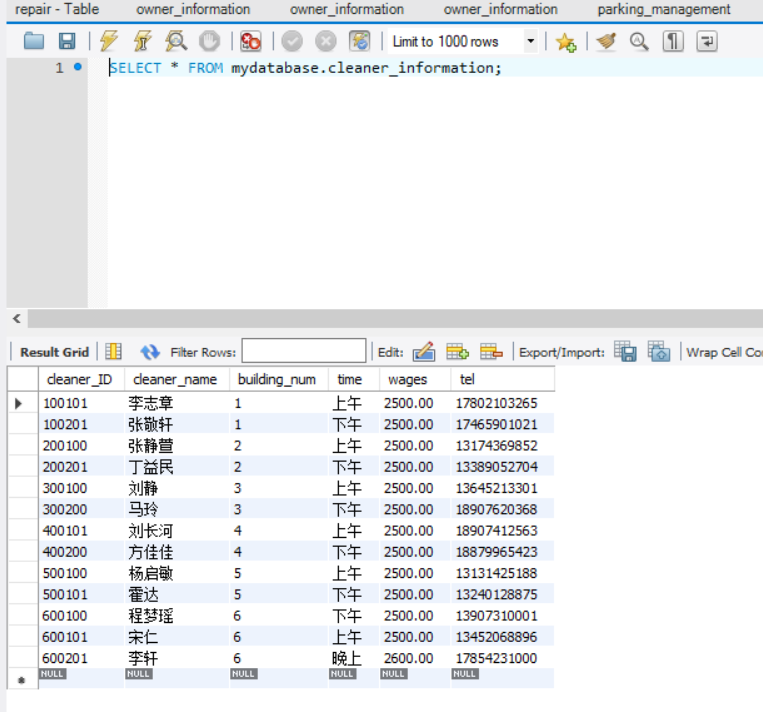 repair - Table owner_information owner_information owner_information parking_management
Limit to 1000 rows
1 SELECT * FROM mydatabase.cleaner_information;
Result Grid Filter Rows: Edit: Export/Import: Wrap Cell Co
cleaner_ID cleaner_name building_num time wages tel
100101 李志章 1 上午 2500.00 17802103265
100201 张敬轩 1 下午 2500.00 17465901021
200100 张静萱 2 上午 2500.00 13174369852
200201 丁益民 2 下午 2500.00 13389052704
300100 刘静 3 上午 2500.00 13645213301
300200 马玲 3 下午 2500.00 18907620368
400101 刘长河 4 上午 2500.00 18907412563
400200 方佳佳 4 下午 2500.00 18879965423
500100 杨启敏 5 上午 2500.00 13131425188
500101 霍达 5 下午 2500.00 13240128875
600100 程梦瑶 6 下午 2500.00 13907310001
600101 宋仁 6 上午 2500.00 13452068896
600201 李轩 6 晚上 2600.00 17854231000
NULL NULL NULL NULL NULL NULL